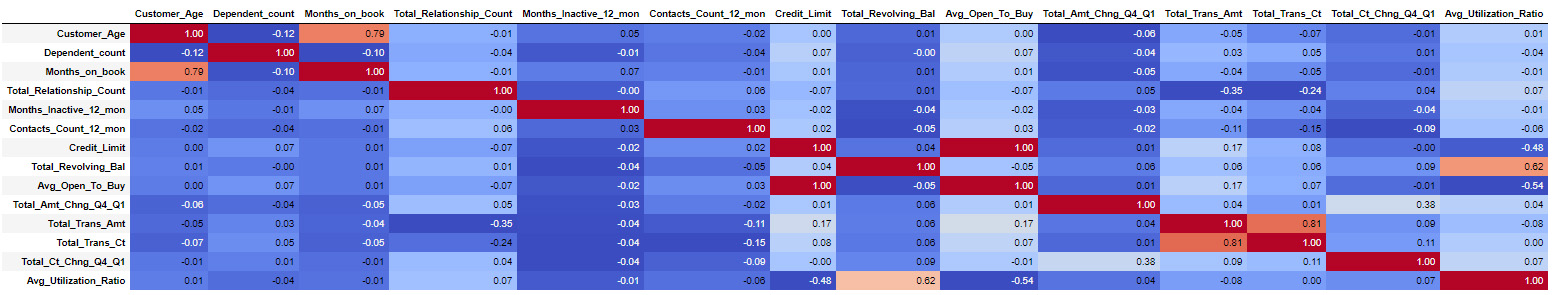 Customer_Age Dependent_count Months_on_book Total_Relationship_Count Months_Inactive_12_mon Contacts_Count_12_mon Credit_Limit Total_Revolving_Bal Avg_Open_To_Buy Total_Amt_Chng_Q4_Q1 Total_Trans_Amt Total_Trans_Ct Total_Ct_Chng_Q4_Q1 Avg_Utilization_Ratio
Customer_Age 1.00 -0.12 0.79 -0.01 0.05 -0.02 0.00 0.01 0.00 -0.06 -0.05 -0.07 -0.01 0.01
Dependent_count -0.12 1.00 -0.10 -0.04 -0.01 -0.04 0.07 -0.00 0.07 -0.04 0.03 0.05 0.01 -0.04
Months_on_book 0.79 -0.10 1.00 -0.01 0.07 -0.01 0.01 0.01 0.01 -0.05 -0.04 -0.05 -0.01 -0.01
Total_Relationship_Count -0.01 -0.04 -0.01 1.00 -0.00 0.06 -0.07 0.01 -0.07 0.05 -0.35 -0.24 0.04 0.07
Months_Inactive_12_mon 0.05 -0.01 0.07 -0.00 1.00 0.03 -0.02 -0.04 -0.02 -0.03 -0.04 -0.04 -0.04 -0.01
Contacts_Count_12_mon -0.02 -0.04 -0.01 0.06 0.03 1.00 0.02 -0.05 0.03 -0.02 -0.11 -0.15 -0.09 -0.06
Credit_Limit 0.00 0.07 0.01 -0.07 -0.02 0.02 1.00 0.04 1.00 0.01 0.17 0.08 -0.00 -0.48
Total_Revolving_Bal 0.01 -0.00 0.01 0.01 -0.04 -0.05 0.04 1.00 -0.05 0.06 0.06 0.06 0.09 0.62
Avg_Open_To_Buy 0.00 0.07 0.01 -0.07 -0.02 0.03 1.00 -0.05 1.00 0.01 0.17 0.07 -0.01 -0.54
Total_Amt_Chng_Q4_Q1 -0.06 -0.04 -0.05 0.05 -0.03 -0.02 0.01 0.06 0.01 1.00 0.04 0.01 0.38 0.04
Total_Trans_Amt -0.05 0.03 -0.04 -0.35 -0.04 -0.11 0.17 0.06 0.17 0.04 1.00 0.81 0.09 -0.08
Total_Trans_Ct -0.07 0.05 -0.05 -0.24 -0.04 -0.15 0.08 0.06 0.07 0.01 0.81 1.00 0.11 0.00
Total_Ct_Chng_Q4_Q1 -0.01 0.01 -0.01 0.04 -0.04 -0.09 -0.00 0.09 -0.01 0.38 0.09 0.11 1.00 0.07
Avg_Utilization_Ratio 0.01 -0.04 -0.01 0.07 -0.01 -0.06 -0.48 0.62 -0.54 0.04 -0.08 0.00 0.07 1.00